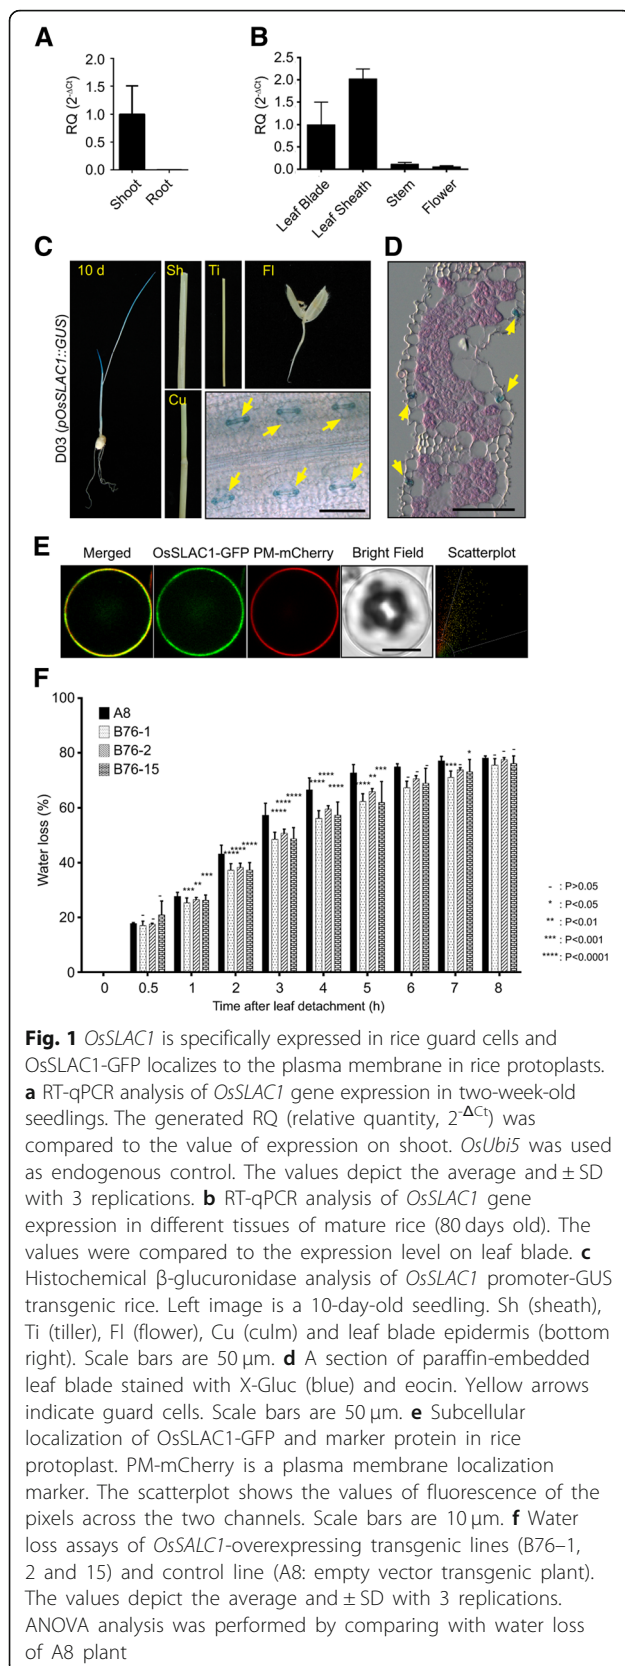 A
B
RQ (2-ΔCt)
2.0
1.5
1.0
0.5
0.0
Shoot
Root
RQ (2-ΔCt)
2.5
2.0
1.5
1.0
0.5
0.0
Leaf Blade
Leaf Sheath
Stem
Flower
C
D
D03 (pOsSLAC1::GUS)
10 d
Sh
Ti
Fl
Cu
E
Merged
OsSLAC1-GFP
PM-mCherry
Bright Field
Scatterplot
F
Water loss (%)
100
80
60
40
20
0
A8
B76-1
B76-2
B76-15
- - -
*** ** ***
**** **** ****
**** **** ****
**** **** ****
**** ** ***
- - -
*** - *
- - -
0 0.5 1 2 3 4 5 6 7 8
Time after leaf detachment (h)
- : P>0.05
* : P<0.05
** : P<0.01
*** : P<0.001
**** : P<0.0001
Fig. 1 OsSLAC1 is specifically expressed in rice guard cells and
OsSLAC1-GFP localizes to the plasma membrane in rice protoplasts.
a RT-qPCR analysis of OsSLAC1 gene expression in two-week-old
seedlings. The generated RQ (relative quantity, 2-ΔCt) was
compared to the value of expression on shoot. OsUbi5 was used
as endogenous control. The values depict the average and ± SD
with 3 replications. b RT-qPCR analysis of OsSLAC1 gene
expression in different tissues of mature rice (80 days old). The
values were compared to the expression level on leaf blade. c
Histochemical β-glucuronidase analysis of OsSLAC1 promoter-GUS
transgenic rice. Left image is a 10-day-old seedling. Sh (sheath),
Ti (tiller), Fl (flower), Cu (culm) and leaf blade epidermis (bottom
right). Scale bars are 50 μm. d A section of paraffin-embedded
leaf blade stained with X-Gluc (blue) and eocin. Yellow arrows
indicate guard cells. Scale bars are 50 μm. e Subcellular
localization of OsSLAC1-GFP and marker protein in rice
protoplast. PM-mCherry is a plasma membrane localization
marker. The scatterplot shows the values of fluorescence of the
pixels across the two channels. Scale bars are 10 μm. f Water
loss assays of OsSALC1-overexpressing transgenic lines (B76–1,
2 and 15) and control line (A8: empty vector transgenic plant).
The values depict the average and ± SD with 3 replications.
ANOVA analysis was performed by comparing with water loss
of A8 plant